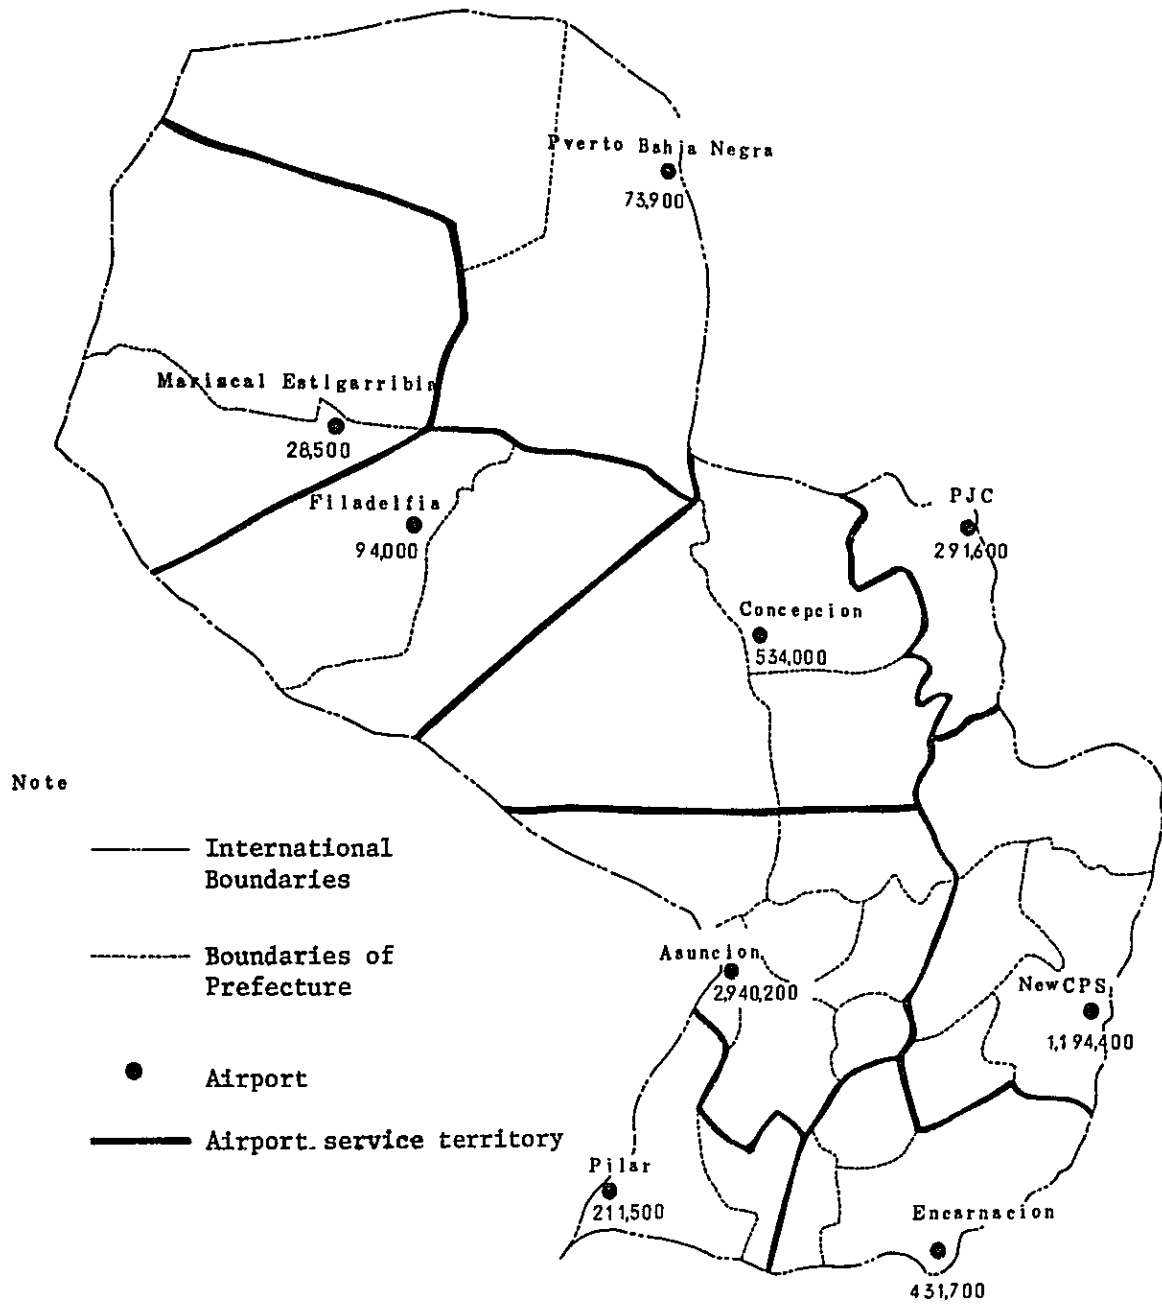 Pverto Bahia Negra
73,900
Mariscal Estigarribia
28,500
Filadelfia
94,000
PJC
291,600
Concepcion
534,000
Note
International
Boundaries
Boundaries of
Prefecture
Airport
Airport service territory
Asuncion
2,940,200
NewCPS
1,194,400
Pilar
211,500
Encarnacion
431,700